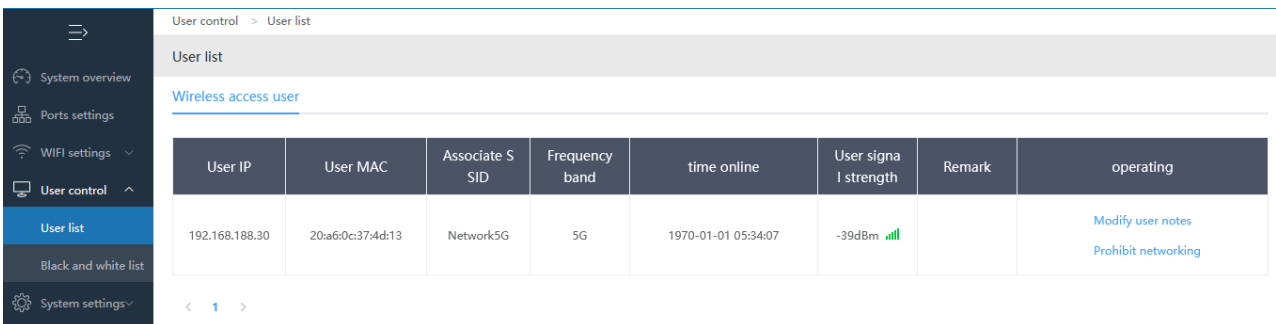 User control > User list
User list
System overview
Ports settings
WIFI settings
User control
User list
Black and white list
System settings
Wireless access user
User IP
User MAC
Associate S
SID
Frequency
band
time online
User signa
l strength
Remark
operating
192.168.188.30
20:a6:0c:37:4d:13
Network5G
5G
1970-01-01 05:34:07
-39dBm
Modify user notes
Prohibit networking
< 1 >